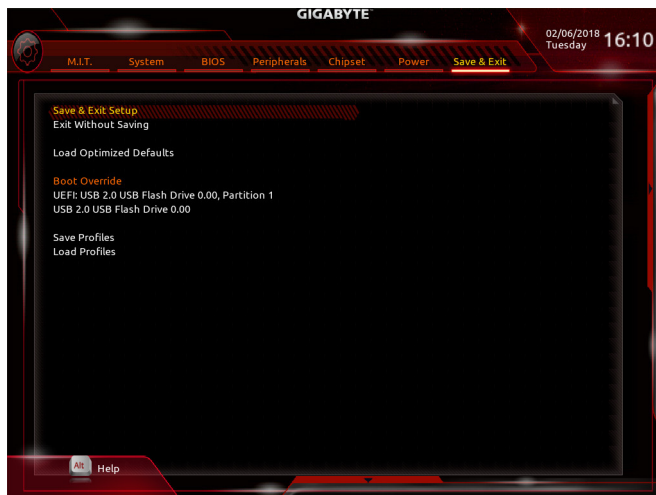 GIGABYTE™
02/06/2018 16:10
Tuesday
M.I.T. System BIOS Peripherals Chipset Power Save & Exit
Save & Exit Setup
Exit Without Saving
Load Optimized Defaults
Boot Override
UEFI: USB 2.0 USB Flash Drive 0.00, Partition 1
USB 2.0 USB Flash Drive 0.00
Save Profiles
Load Profiles
Alt Help